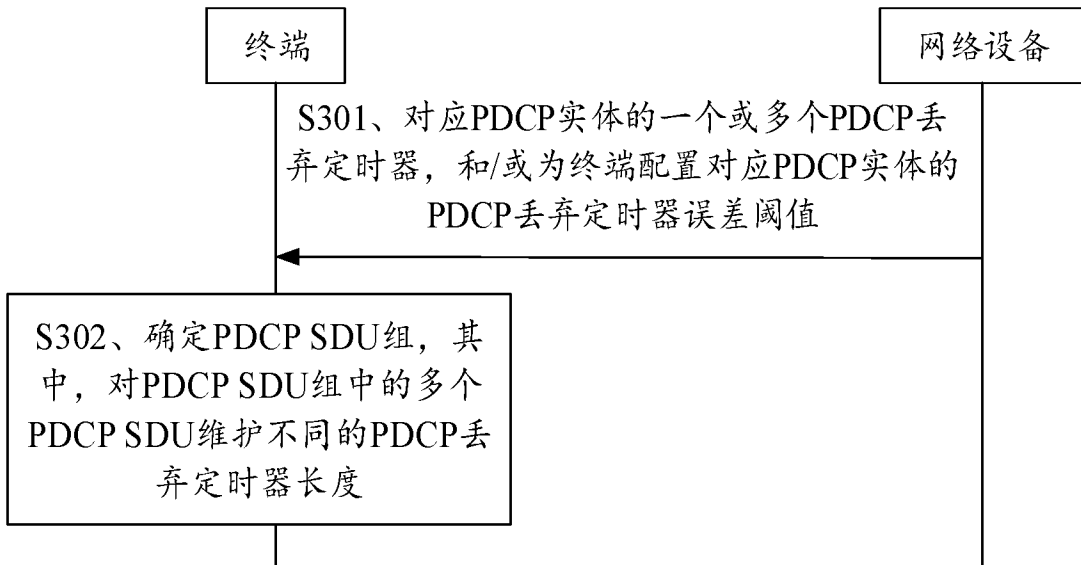 终端
网络设备
S301、对应PDCP实体的一个或多个PDCP丢
弃定时器，和/或为终端配置对应PDCP实体的
PDCP丢弃定时器误差阈值
S302、确定PDCP SDU组，其
中，对PDCP SDU组中的多个
PDCP SDU维护不同的PDCP丢
弃定时器长度